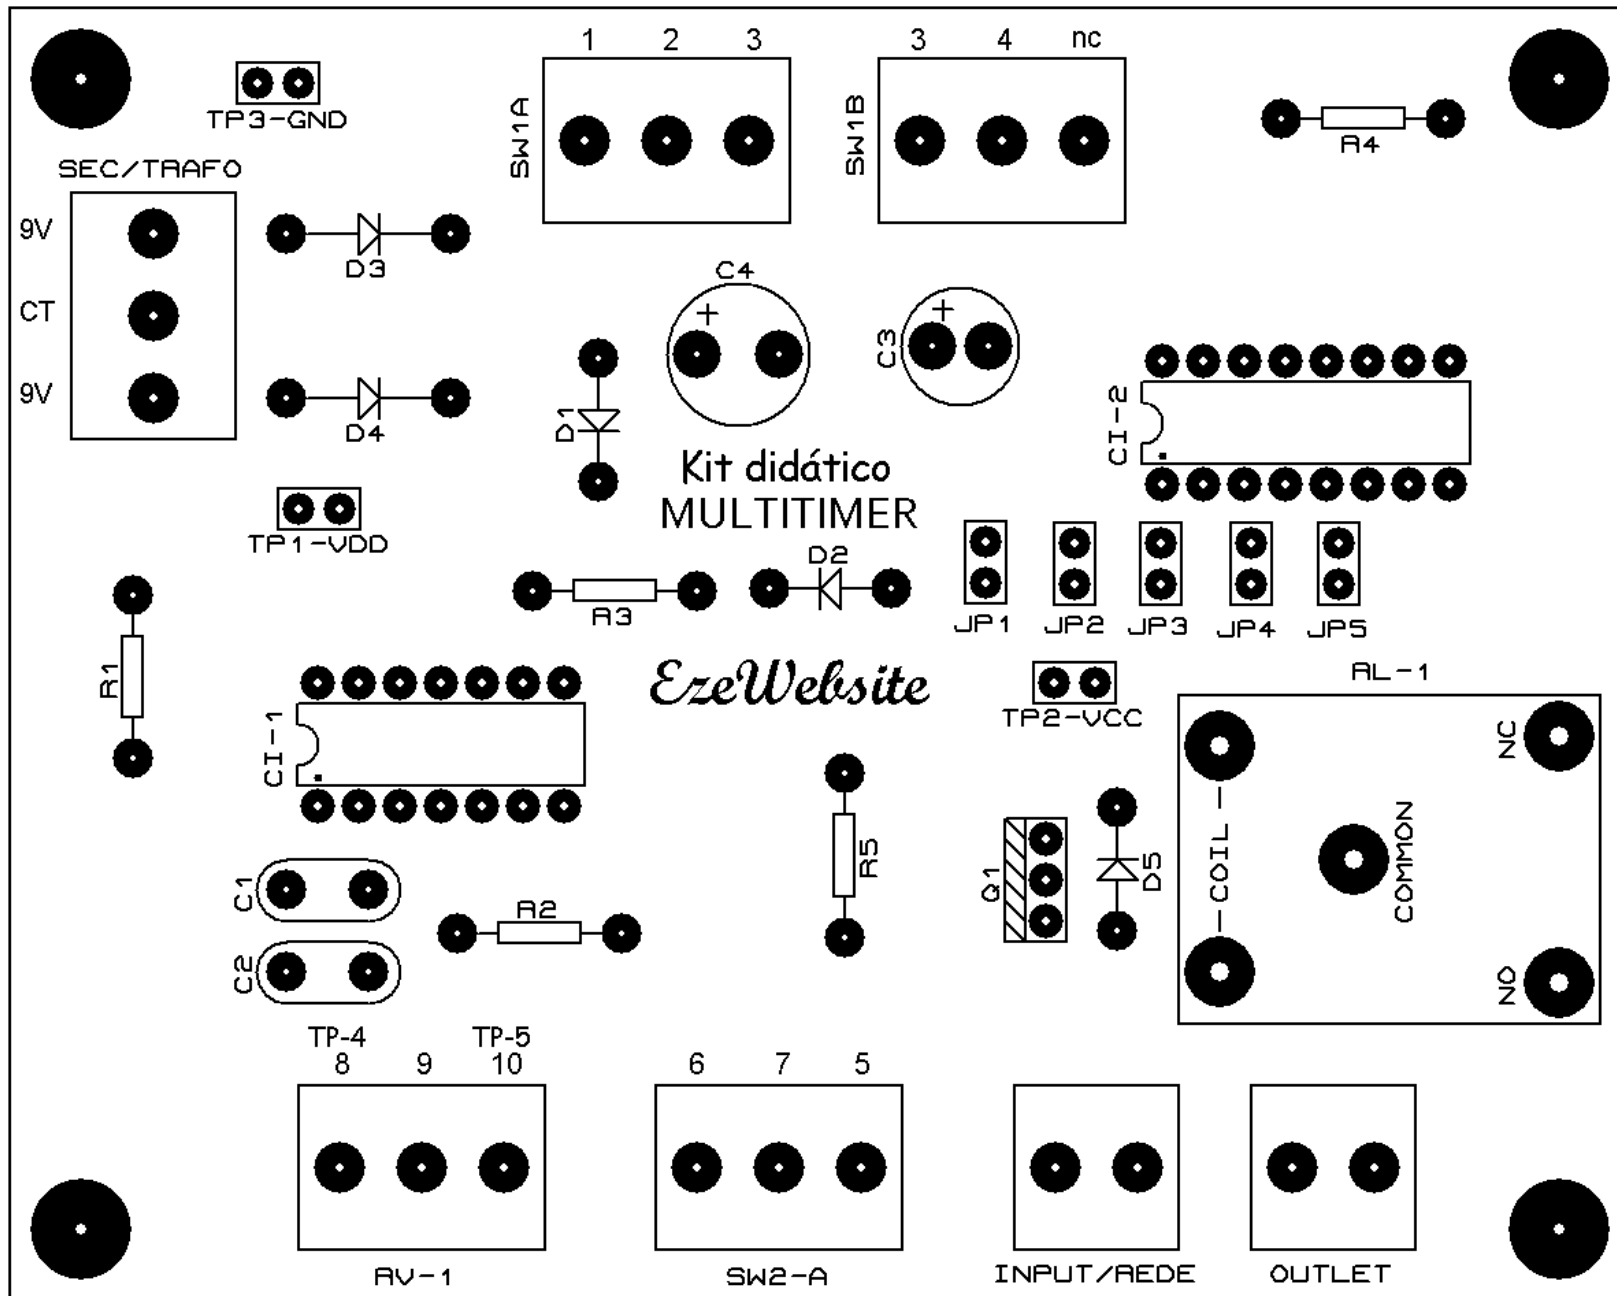 1 2 3
3 4 nc
TP3-GND
SW1A
SW1B
R4
SEC/TRAFO
9V
D3
CT
C4
+
C3
+
9V
D4
D1
CI-2
Kit didático
MULTITIMER
TP1-VDD
D2
R3
JP1 JP2 JP3 JP4 JP5
R1
EzeWebsite
TP2-VCC
RL-1
CI-1
NC
-COIL-
COMMON
NO
R5
Q1
D5
C1
R2
C2
TP-4 TP-5
8 9 10
6 7 5
RV-1
SW2-A
INPUT/REDE
OUTLET